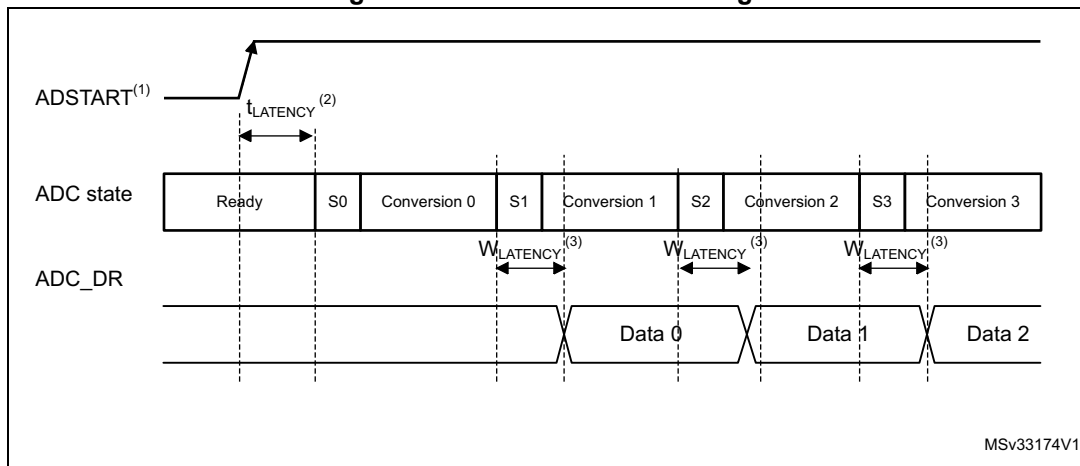 ADSTART(1)
tLATENCY (2)
ADC state
Ready
S0
Conversion 0
S1
Conversion 1
S2
Conversion 2
S3
Conversion 3
WLATENCY(3)
WLATENCY(3)
WLATENCY(3)
ADC_DR
Data 0
Data 1
Data 2
MSv33174V1